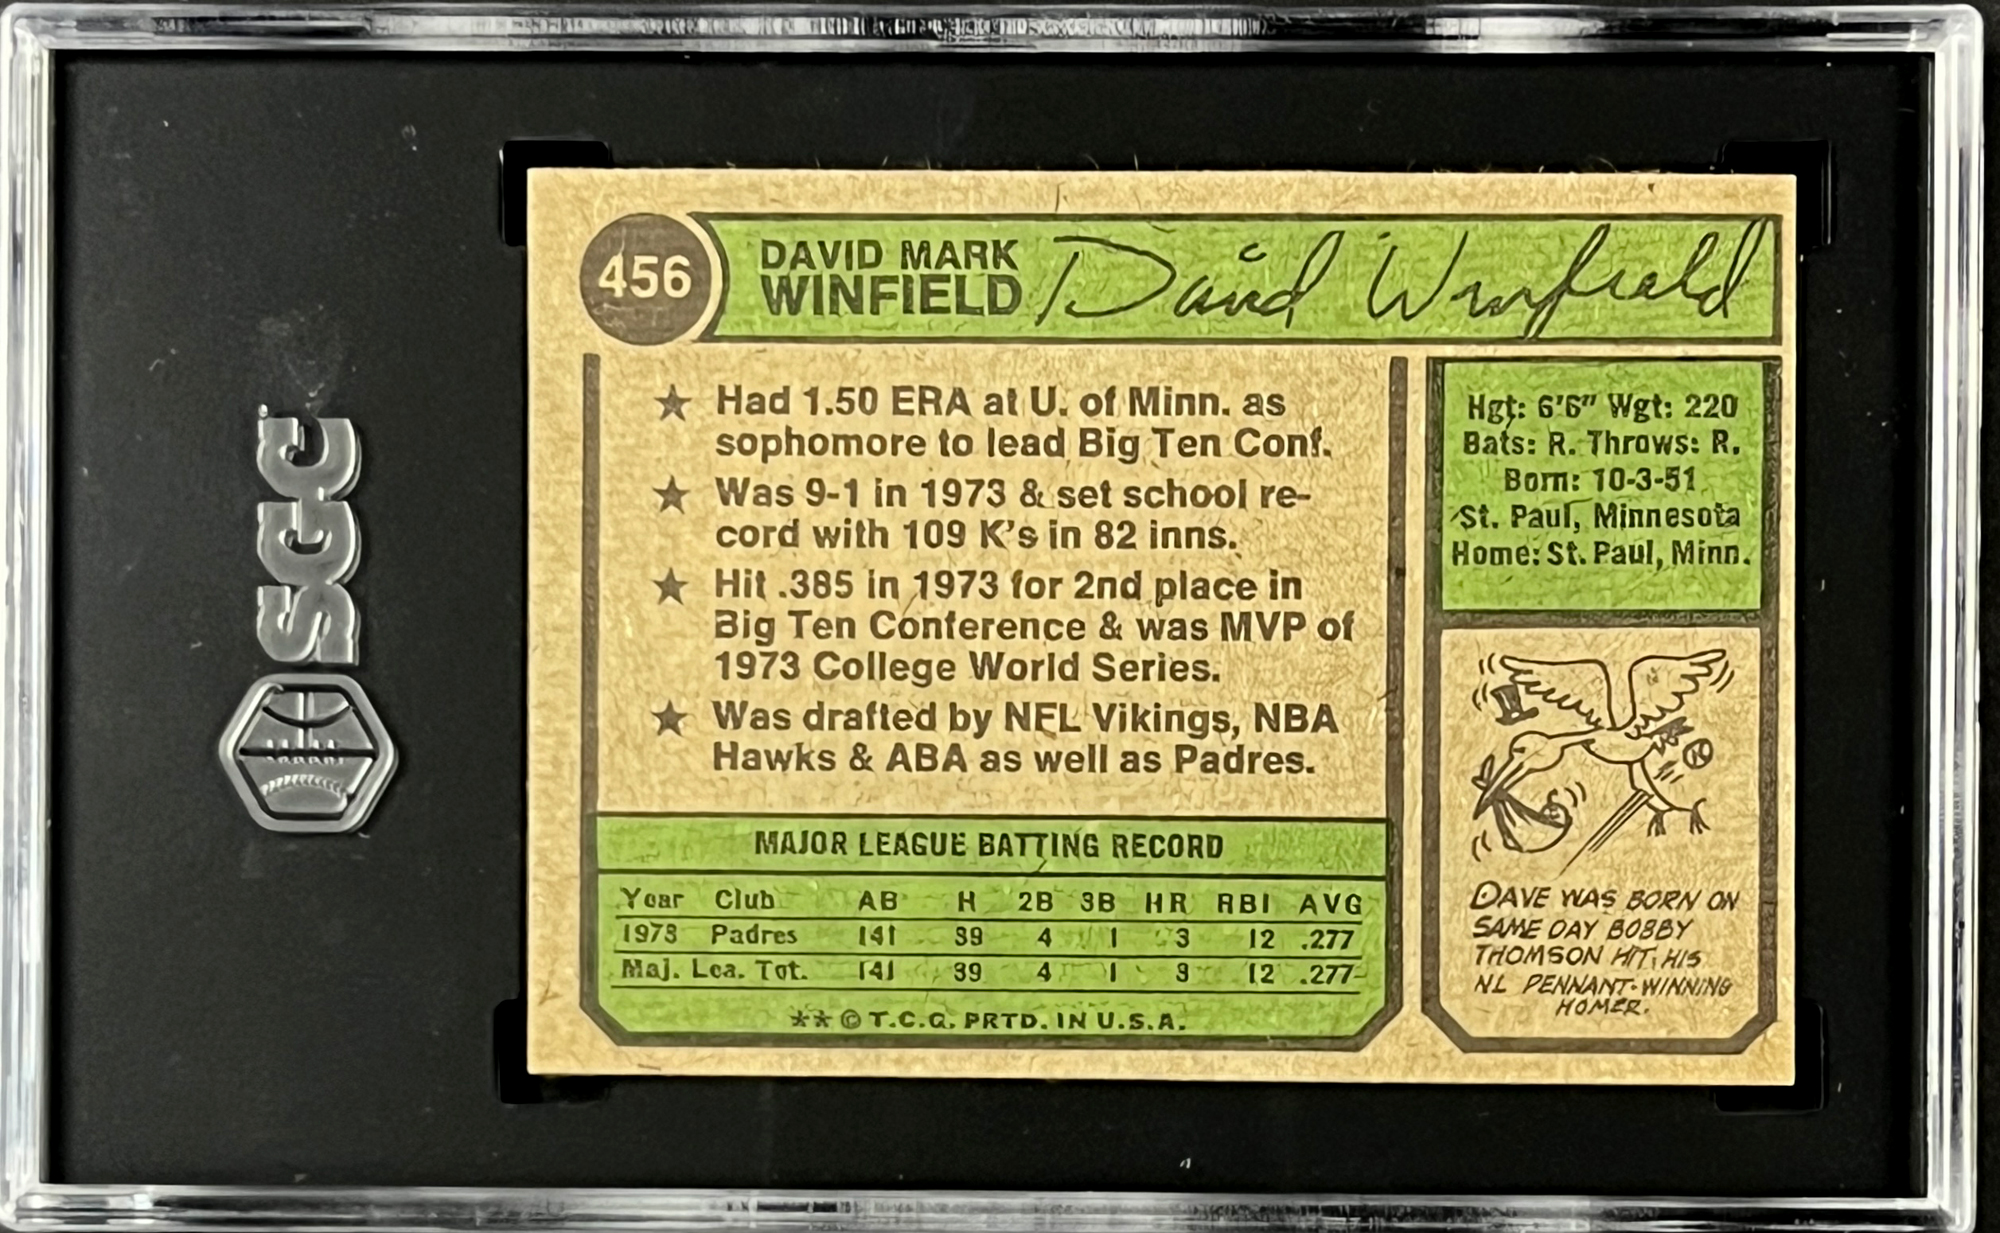 SGC
456
DAVID MARK
WINFIELD
David Winfield
★ Had 1.50 ERA at U. of Minn. as
sophomore to lead Big Ten Conf.
★ Was 9-1 in 1973 & set school re-
cord with 109 K's in 82 inns.
★ Hit .385 in 1973 for 2nd place in
Big Ten Conference & was MVP of
1973 College World Series.
★ Was drafted by NFL Vikings, NBA
Hawks & ABA as well as Padres.
MAJOR LEAGUE BATTING RECORD
Year Club AB H 2B 3B HR RBI AVG
1973 Padres 141 39 4 1 3 12 .277
Maj. Lea. Tot. 141 39 4 1 3 12 .277
** © T.C.G. PRTD. IN U.S.A.
Hgt: 6'6" Wgt: 220
Bats: R. Throws: R.
Born: 10-3-51
St. Paul, Minnesota
Home: St. Paul, Minn.
DAVE WAS BORN ON
SAME DAY BOBBY
THOMSON HIT HIS
NL PENNANT-WINNING
HOMER.